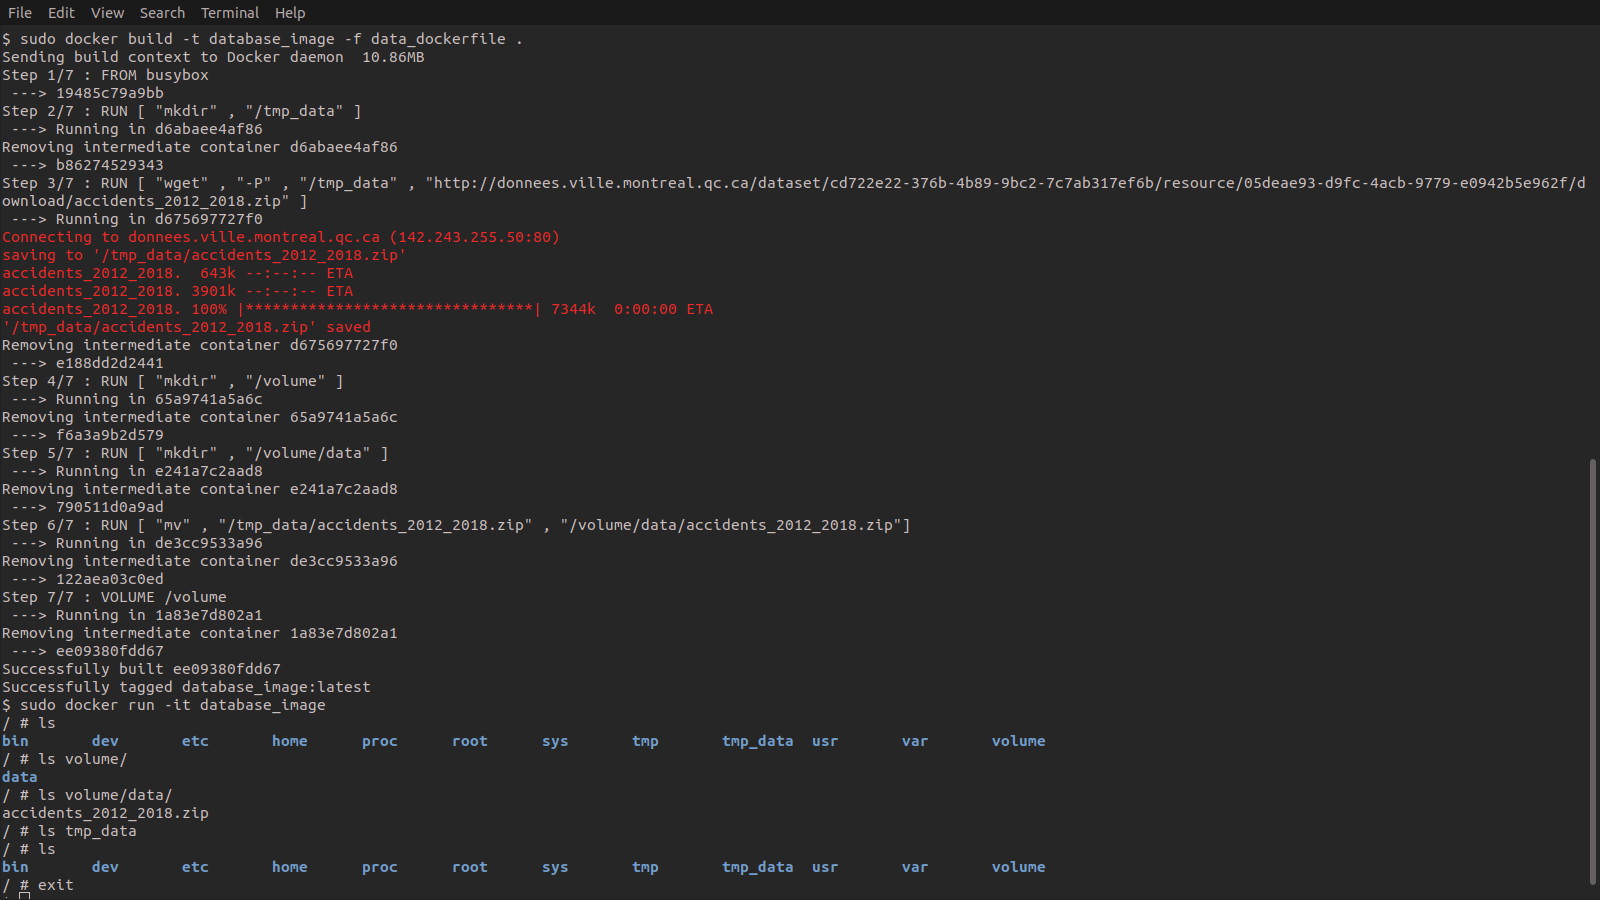 File Edit View Search Terminal Help
$ sudo docker build -t database_image -f data_dockerfile .
Sending build context to Docker daemon  10.86MB
Step 1/7 : FROM busybox
 ---> 19485c79a9bb
Step 2/7 : RUN [ "mkdir" , "/tmp_data" ]
 ---> Running in d6abaee4af86
Removing intermediate container d6abaee4af86
 ---> b86274529343
Step 3/7 : RUN [ "wget" , "-P" , "/tmp_data" , "http://donnees.ville.montreal.qc.ca/dataset/cd722e22-376b-4b89-9bc2-7c7ab317ef6b/resource/05deae93-d9fc-4acb-9779-e0942b5e962f/d
ownload/accidents_2012_2018.zip" ]
 ---> Running in d675697727f0
Connecting to donnees.ville.montreal.qc.ca (142.243.255.50:80)
saving to '/tmp_data/accidents_2012_2018.zip'
accidents_2012_2018.  643k --:--:-- ETA
accidents_2012_2018. 3901k --:--:-- ETA
accidents_2012_2018. 100% |********************************| 7344k  0:00:00 ETA
'/tmp_data/accidents_2012_2018.zip' saved
Removing intermediate container d675697727f0
 ---> e188dd2d2441
Step 4/7 : RUN [ "mkdir" , "/volume" ]
 ---> Running in 65a9741a5a6c
Removing intermediate container 65a9741a5a6c
 ---> f6a3a9b2d579
Step 5/7 : RUN [ "mkdir" , "/volume/data" ]
 ---> Running in e241a7c2aad8
Removing intermediate container e241a7c2aad8
 ---> 790511d0a9ad
Step 6/7 : RUN [ "mv" , "/tmp_data/accidents_2012_2018.zip" , "/volume/data/accidents_2012_2018.zip"]
 ---> Running in de3cc9533a96
Removing intermediate container de3cc9533a96
 ---> 122aea03c0ed
Step 7/7 : VOLUME /volume
 ---> Running in 1a83e7d802a1
Removing intermediate container 1a83e7d802a1
 ---> ee09380fdd67
Successfully built ee09380fdd67
Successfully tagged database_image:latest
$ sudo docker run -it database_image
/ # ls
bin       dev       etc       home      proc      root      sys       tmp       tmp_data  usr       var       volume
/ # ls volume/
data
/ # ls volume/data/
accidents_2012_2018.zip
/ # ls tmp_data
/ # ls
bin       dev       etc       home      proc      root      sys       tmp       tmp_data  usr       var       volume
/ # exit